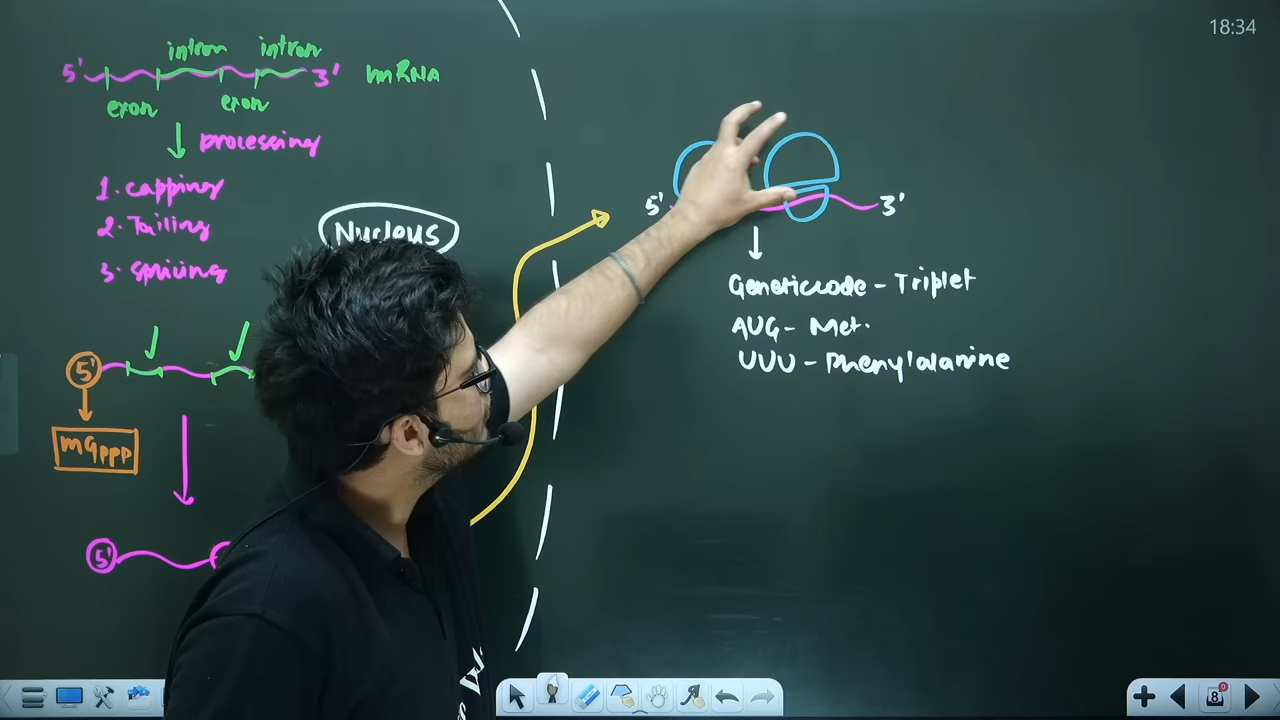 18:34
intron intron
5' 3' mRNA
exon exon
processing
1. capping
2. Tailing
3. splicing
Nucleus
5'
mGppp
5'
5' 3'
Geneticcode - Triplet
AUG - Met.
UUU - Phenylalanine
8